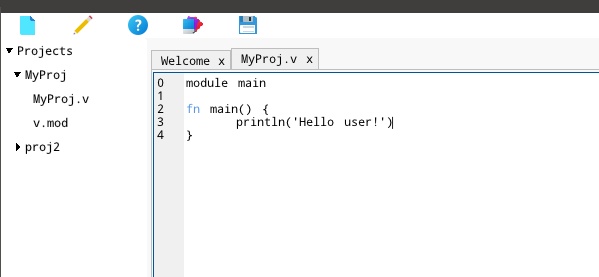 Projects
MyProj
MyProj.v
v.mod
proj2
Welcome x
MyProj.v x
0 module main
1
2 fn main() {
3 println('Hello user!')
4 }